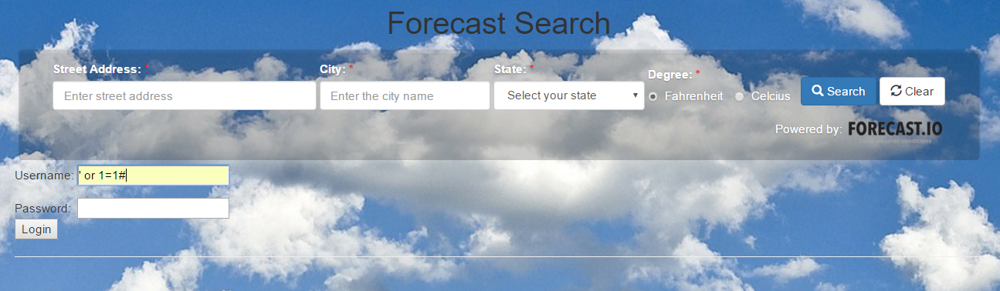 Forecast Search
Street Address: * City: * State: * Degree: *
Enter street address Enter the city name Select your state Fahrenheit Celcius Search Clear
Powered by: FORECAST.IO
Username: ' or 1=1#
Password:
Login